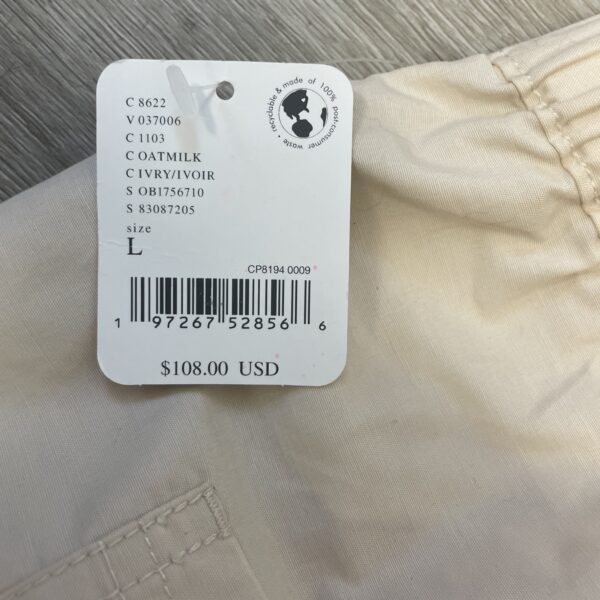 recyclable & made of 100% post-consumer waste •
C 8622
V 037006
C 1103
C OATMILK
C IVRY/IVOIR
S OB1756710
S 83087205
size
L
CP8194 0009
1 97267 52856 6
$108.00 USD